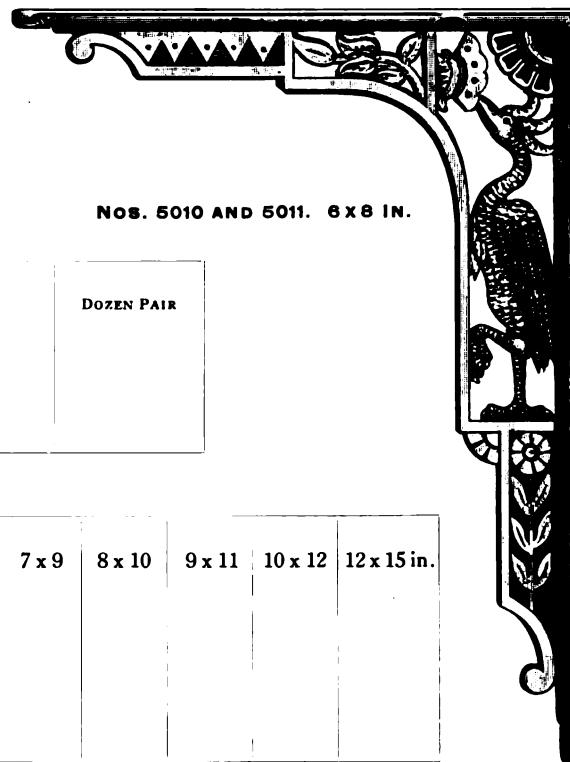 Nos. 5010 AND 5011. 6 x 8 IN.
DOZEN PAIR
7 x 9 8 x 10 9 x 11 10 x 12 12 x 15 in.